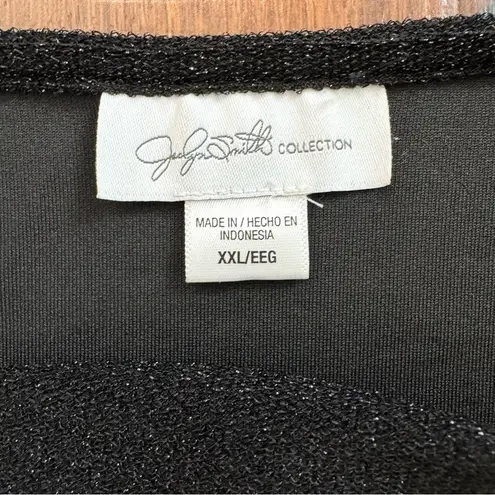 Jaclyn Smith COLLECTION
MADE IN / HECHO EN
INDONESIA
XXL/EEG